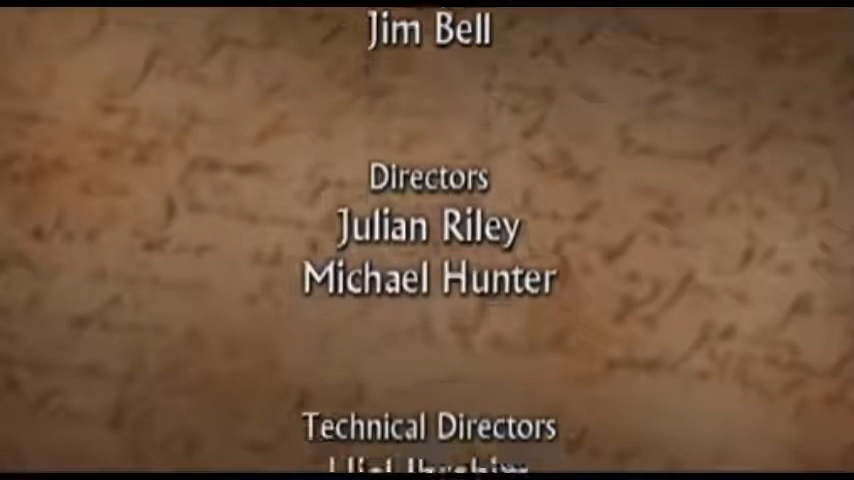 Jim Bell
Directors
Julian Riley
Michael Hunter
Technical Directors